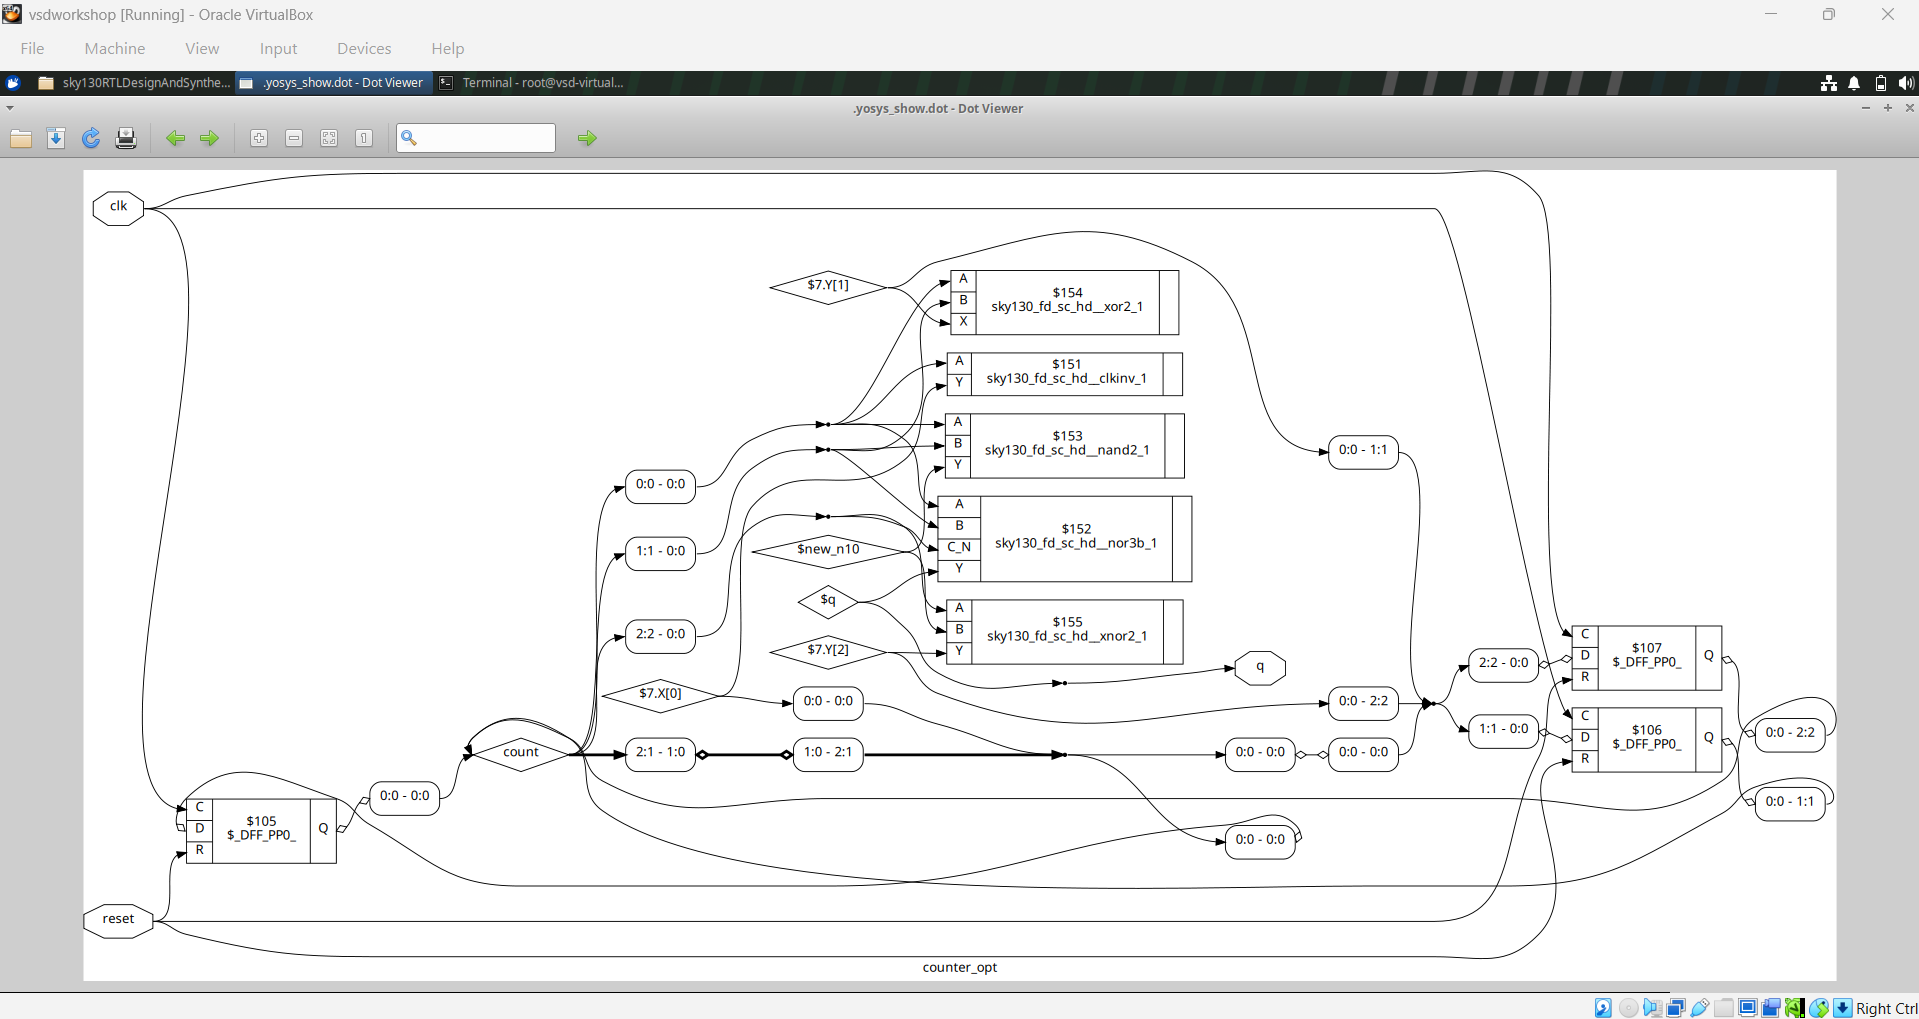 vsdworkshop [Running] - Oracle VirtualBox
File Machine View Input Devices Help
sky130RTLDesignAndSynthe... .yosys_show.dot - Dot Viewer Terminal - root@vsd-virtual...
.yosys_show.dot - Dot Viewer
1
clk
$7.Y[1]
A
B
X
$154
sky130_fd_sc_hd__xor2_1
A
Y
$151
sky130_fd_sc_hd__clkinv_1
A
B
Y
$153
sky130_fd_sc_hd__nand2_1
0:0 - 1:1
0:0 - 0:0
1:1 - 0:0
A
B
C_N
Y
$152
sky130_fd_sc_hd__nor3b_1
$new_n10
$q
2:2 - 0:0
A
B
Y
$155
sky130_fd_sc_hd__xnor2_1
$7.Y[2]
q
$7.X[0]
0:0 - 0:0
0:0 - 2:2
2:2 - 0:0
1:1 - 0:0
C
D
R
$107
$_DFF_PP0_
Q
C
D
R
$106
$_DFF_PP0_
Q
0:0 - 2:2
0:0 - 1:1
count
2:1 - 1:0
1:0 - 2:1
0:0 - 0:0
0:0 - 0:0
0:0 - 0:0
C
D
R
$105
$_DFF_PP0_
Q
0:0 - 0:0
reset
counter_opt
Right Ctrl